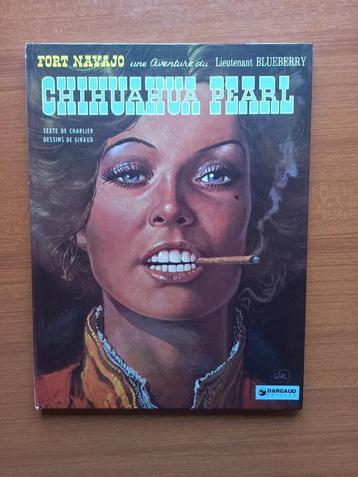 FORT NAVAJO une Aventure du Lieutenant BLUEBERRY
CHIHUAHUA PEARL
TEXTE DE CHARLIER
DESSINS DE GIRAUD
GIR.
DARGAUD